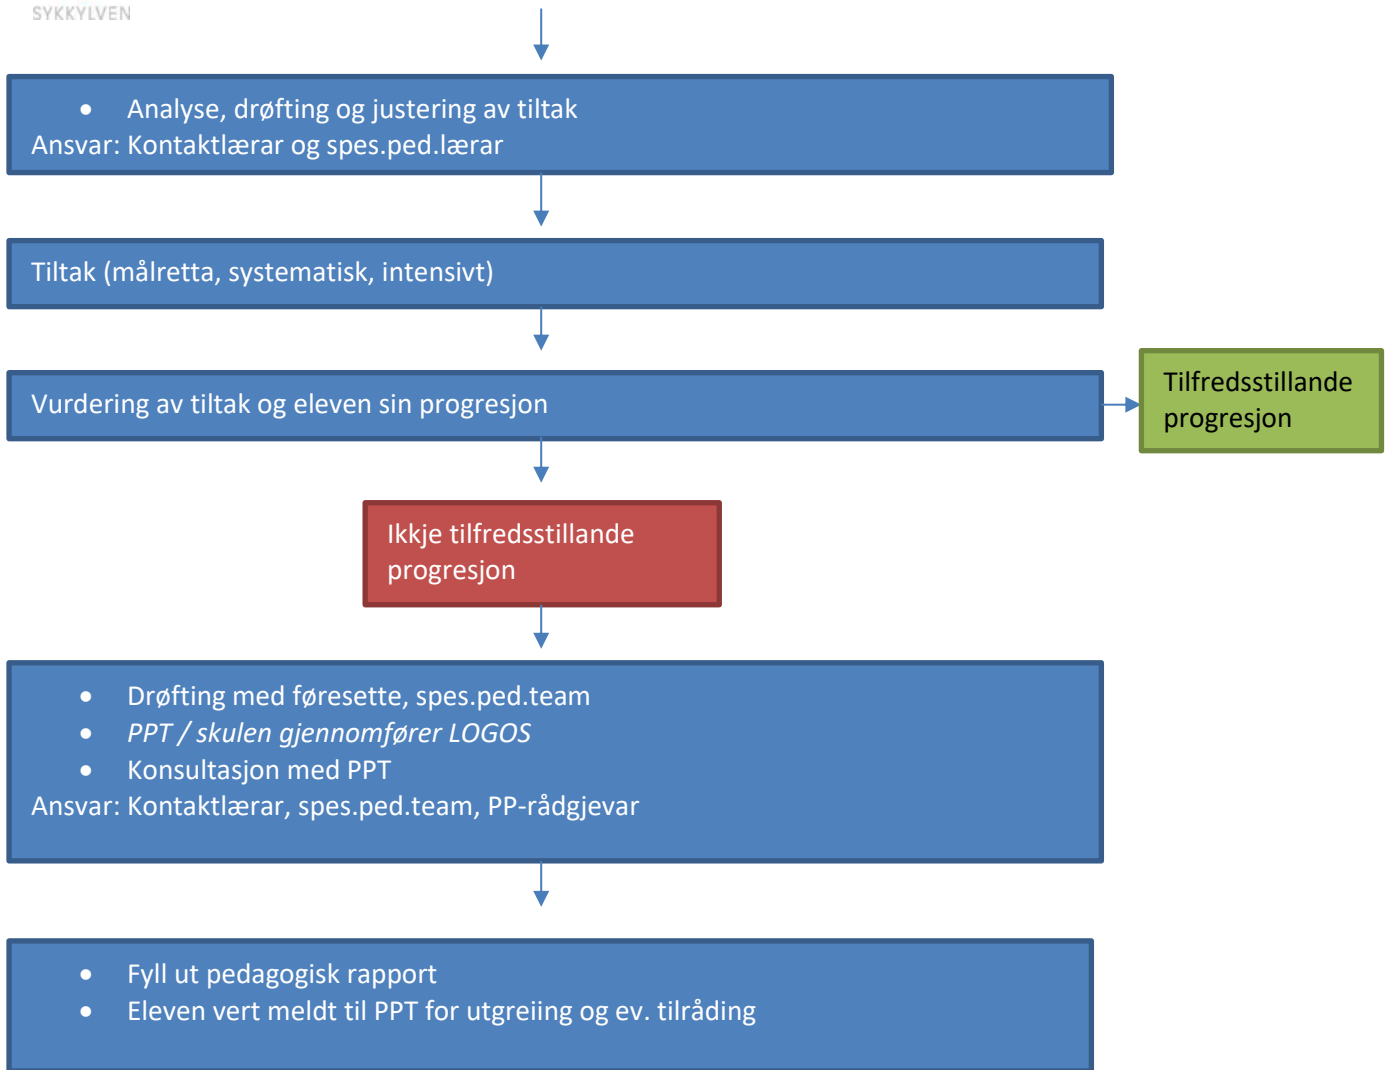 SYKKYLVEN
• Analyse, drøfting og justering av tiltak
Ansvar: Kontaktlærar og spes.ped.lærar
Tiltak (målretta, systematisk, intensivt)
Vurdering av tiltak og eleven sin progresjon
Tilfredsstillande
progresjon
Ikkje tilfredsstillande
progresjon
• Drøfting med føresette, spes.ped.team
• PPT / skulen gjennomfører LOGOS
• Konsultasjon med PPT
Ansvar: Kontaktlærar, spes.ped.team, PP-rådgjevar
• Fyll ut pedagogisk rapport
• Eleven vert meldt til PPT for utgreiing og ev. tilråding